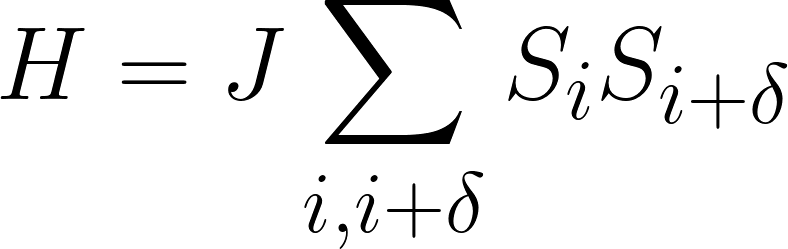 H = J \sum_{i,i+\delta} S_i S_{i+\delta}